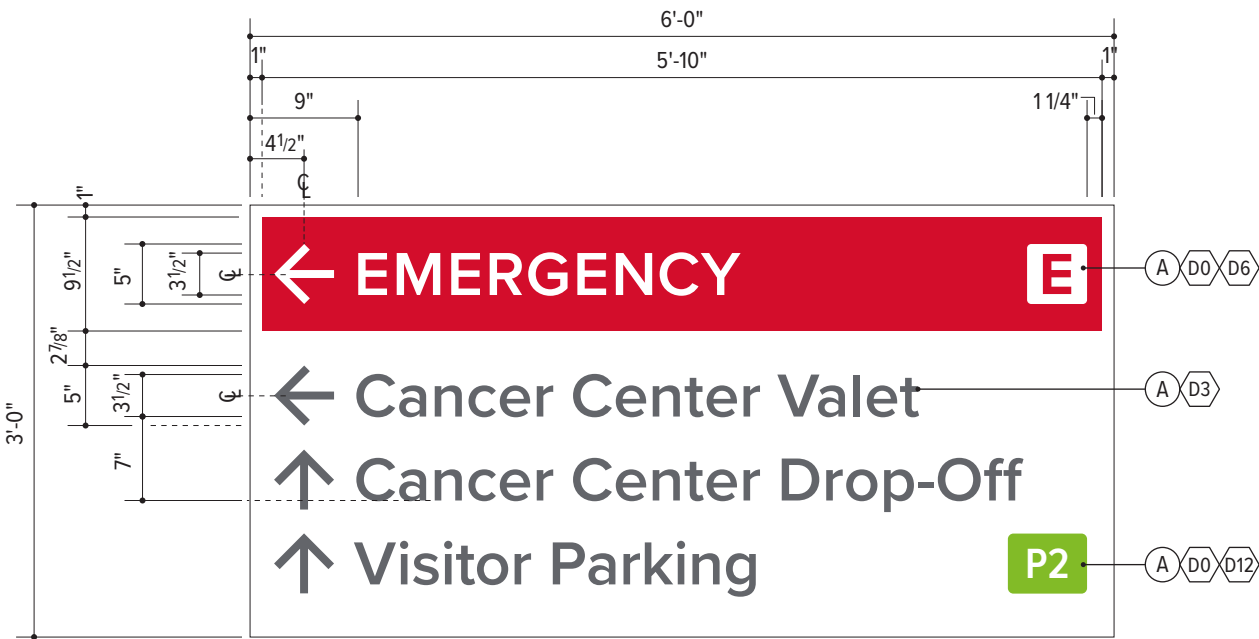 6'-0"
1" 5'-10" 1"
9" 1 1/4"
4 1/2"
℄
1"
9 1/2" 5" 3 1/2" ℄
← EMERGENCY E
A D0 D6
2 7/8"
5" 3 1/2" ℄
← Cancer Center Valet
A D3
3'-0"
7"
↑ Cancer Center Drop-Off
↑ Visitor Parking P2
A D0 D12